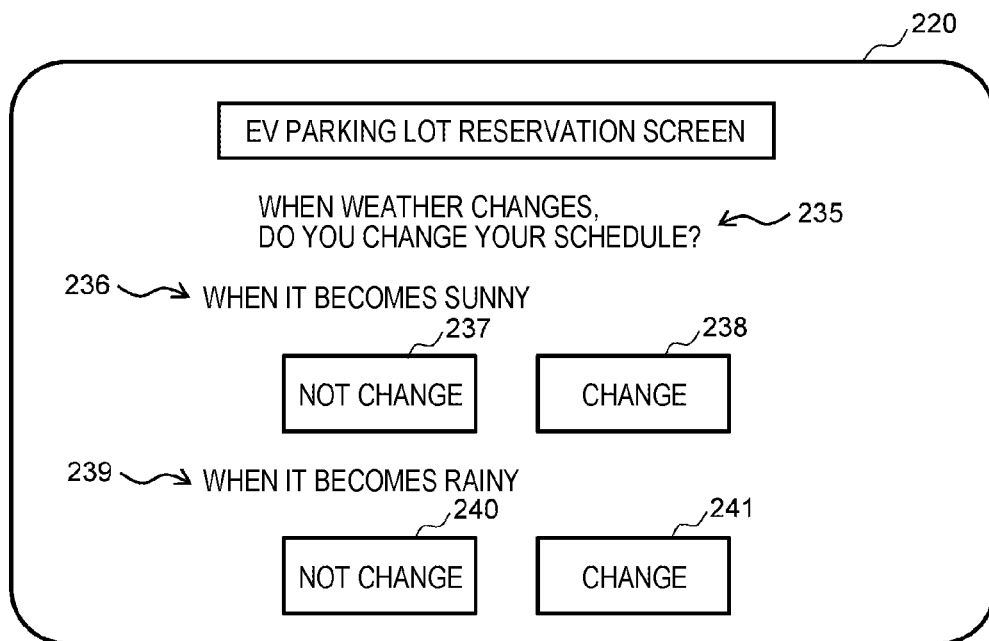 220
EV PARKING LOT RESERVATION SCREEN
WHEN WEATHER CHANGES,
DO YOU CHANGE YOUR SCHEDULE?
235
236
WHEN IT BECOMES SUNNY
237
238
NOT CHANGE
CHANGE
239
WHEN IT BECOMES RAINY
240
241
NOT CHANGE
CHANGE